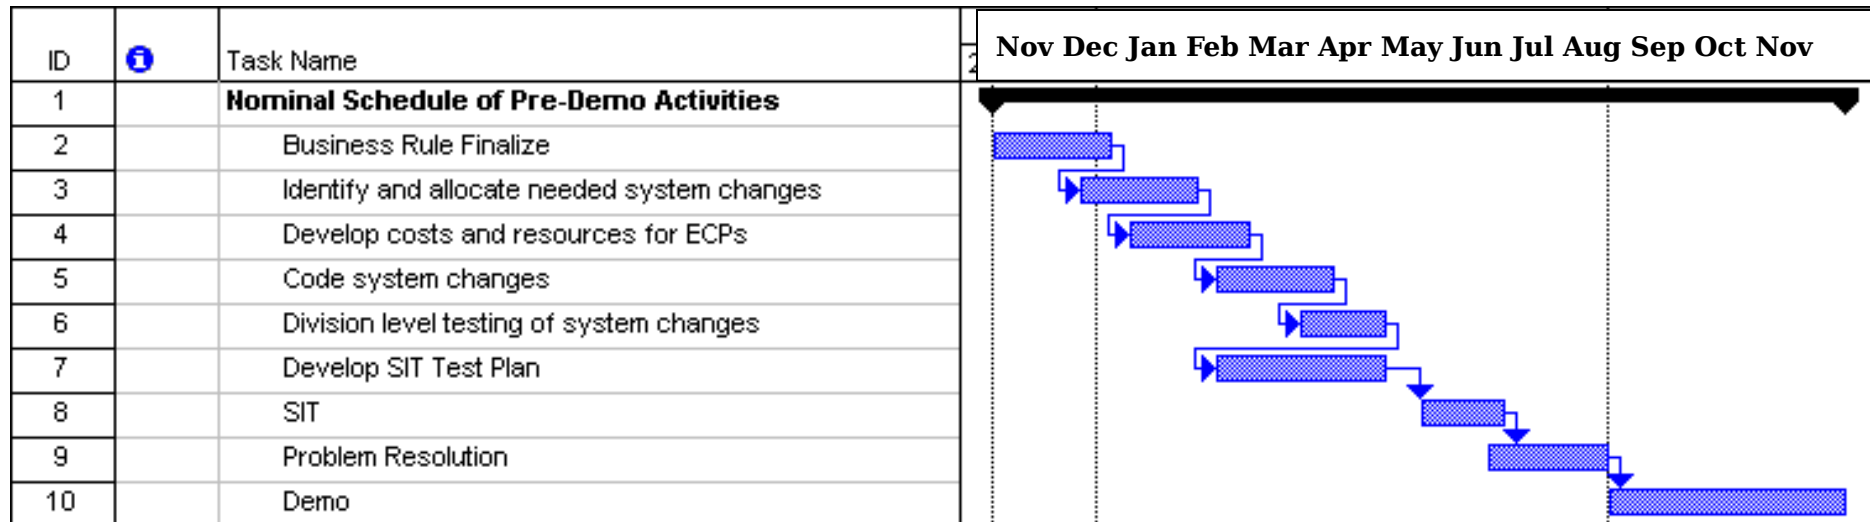 Nov Dec Jan Feb Mar Apr May Jun Jul Aug Sep Oct Nov
ID Task Name
1 Nominal Schedule of Pre-Demo Activities
2 Business Rule Finalize
3 Identify and allocate needed system changes
4 Develop costs and resources for ECPs
5 Code system changes
6 Division level testing of system changes
7 Develop SIT Test Plan
8 SIT
9 Problem Resolution
10 Demo